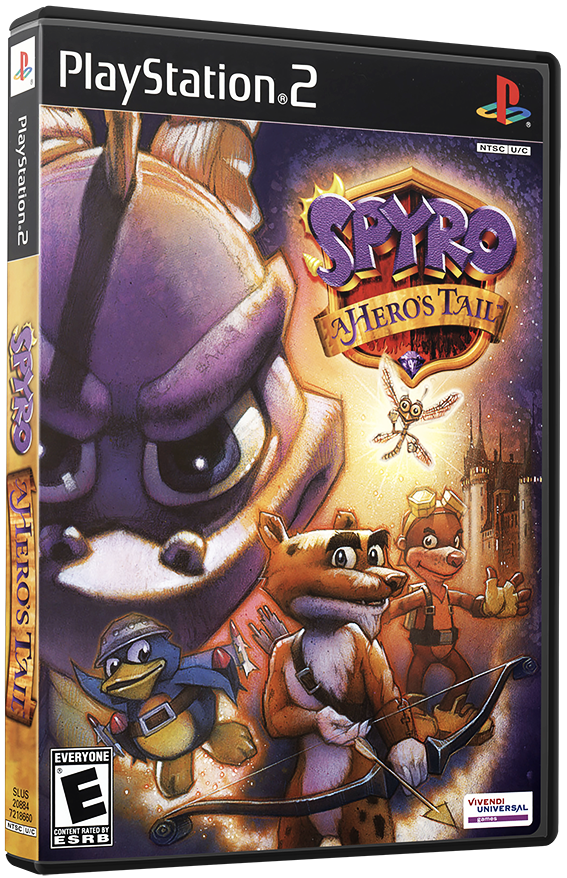 PlayStation®2
NTSC U/C
SPYRO
A HERO'S TAIL
EVERYONE
E
CONTENT RATED BY
ESRB
VIVENDI
UNIVERSAL
games
PlayStation®2
SPYRO
A HERO'S TAIL
SLUS
20884
7218660
NTSC U/C